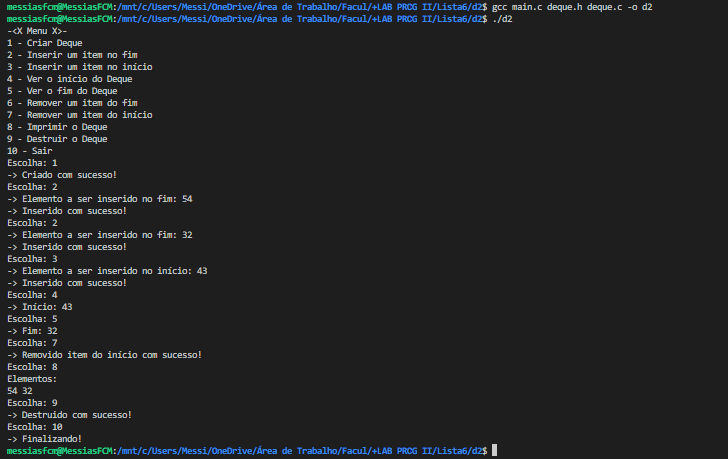 messiasfcm@MessiasFCM:/mnt/c/Users/Messi/OneDrive/Área de Trabalho/Facul/+LAB PRCG II/Lista6/d2$ gcc main.c deque.h deque.c -o d2
messiasfcm@MessiasFCM:/mnt/c/Users/Messi/OneDrive/Área de Trabalho/Facul/+LAB PRCG II/Lista6/d2$ ./d2
-<X Menu X>-
1 - Criar Deque
2 - Inserir um item no fim
3 - Inserir um item no início
4 - Ver o início do Deque
5 - Ver o fim do Deque
6 - Remover um item do fim
7 - Remover um item do início
8 - Imprimir o Deque
9 - Destruir o Deque
10 - Sair
Escolha: 1
-> Criado com sucesso!
Escolha: 2
-> Elemento a ser inserido no fim: 54
-> Inserido com sucesso!
Escolha: 2
-> Elemento a ser inserido no fim: 32
-> Inserido com sucesso!
Escolha: 3
-> Elemento a ser inserido no início: 43
-> Inserido com sucesso!
Escolha: 4
-> Início: 43
Escolha: 5
-> Fim: 32
Escolha: 7
-> Removido item do início com sucesso!
Escolha: 8
Elementos:
54 32
Escolha: 9
-> Destruido com sucesso!
Escolha: 10
-> Finalizando!
messiasfcm@MessiasFCM:/mnt/c/Users/Messi/OneDrive/Área de Trabalho/Facul/+LAB PRCG II/Lista6/d2$